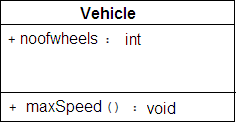 Vehicle
+ noofwheels : int
+ maxSpeed () : void